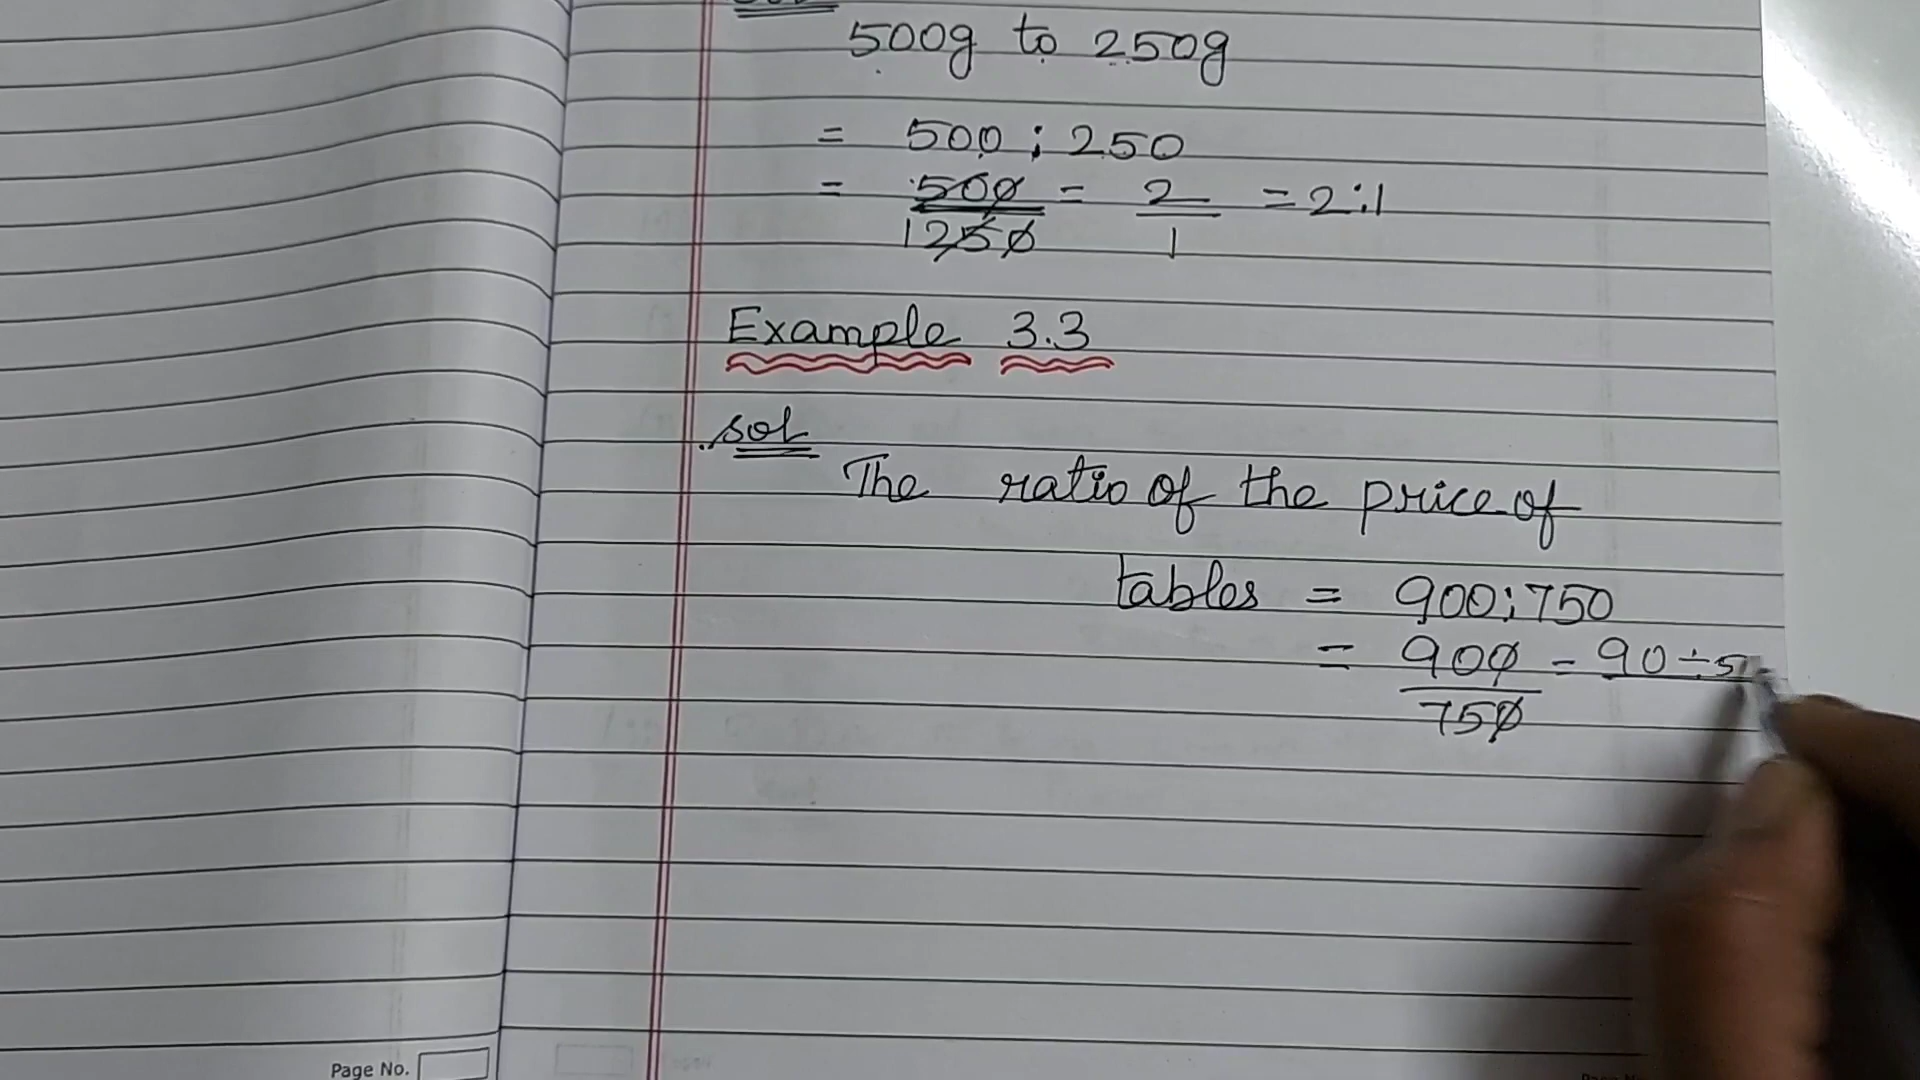 500g to 250g
= 500 : 250
= 500/1250 = 2/1 = 2:1
Example 3.3
Sol
The ratio of the price of
tables = 900:750
= 900/750 = 90÷5
Page No.